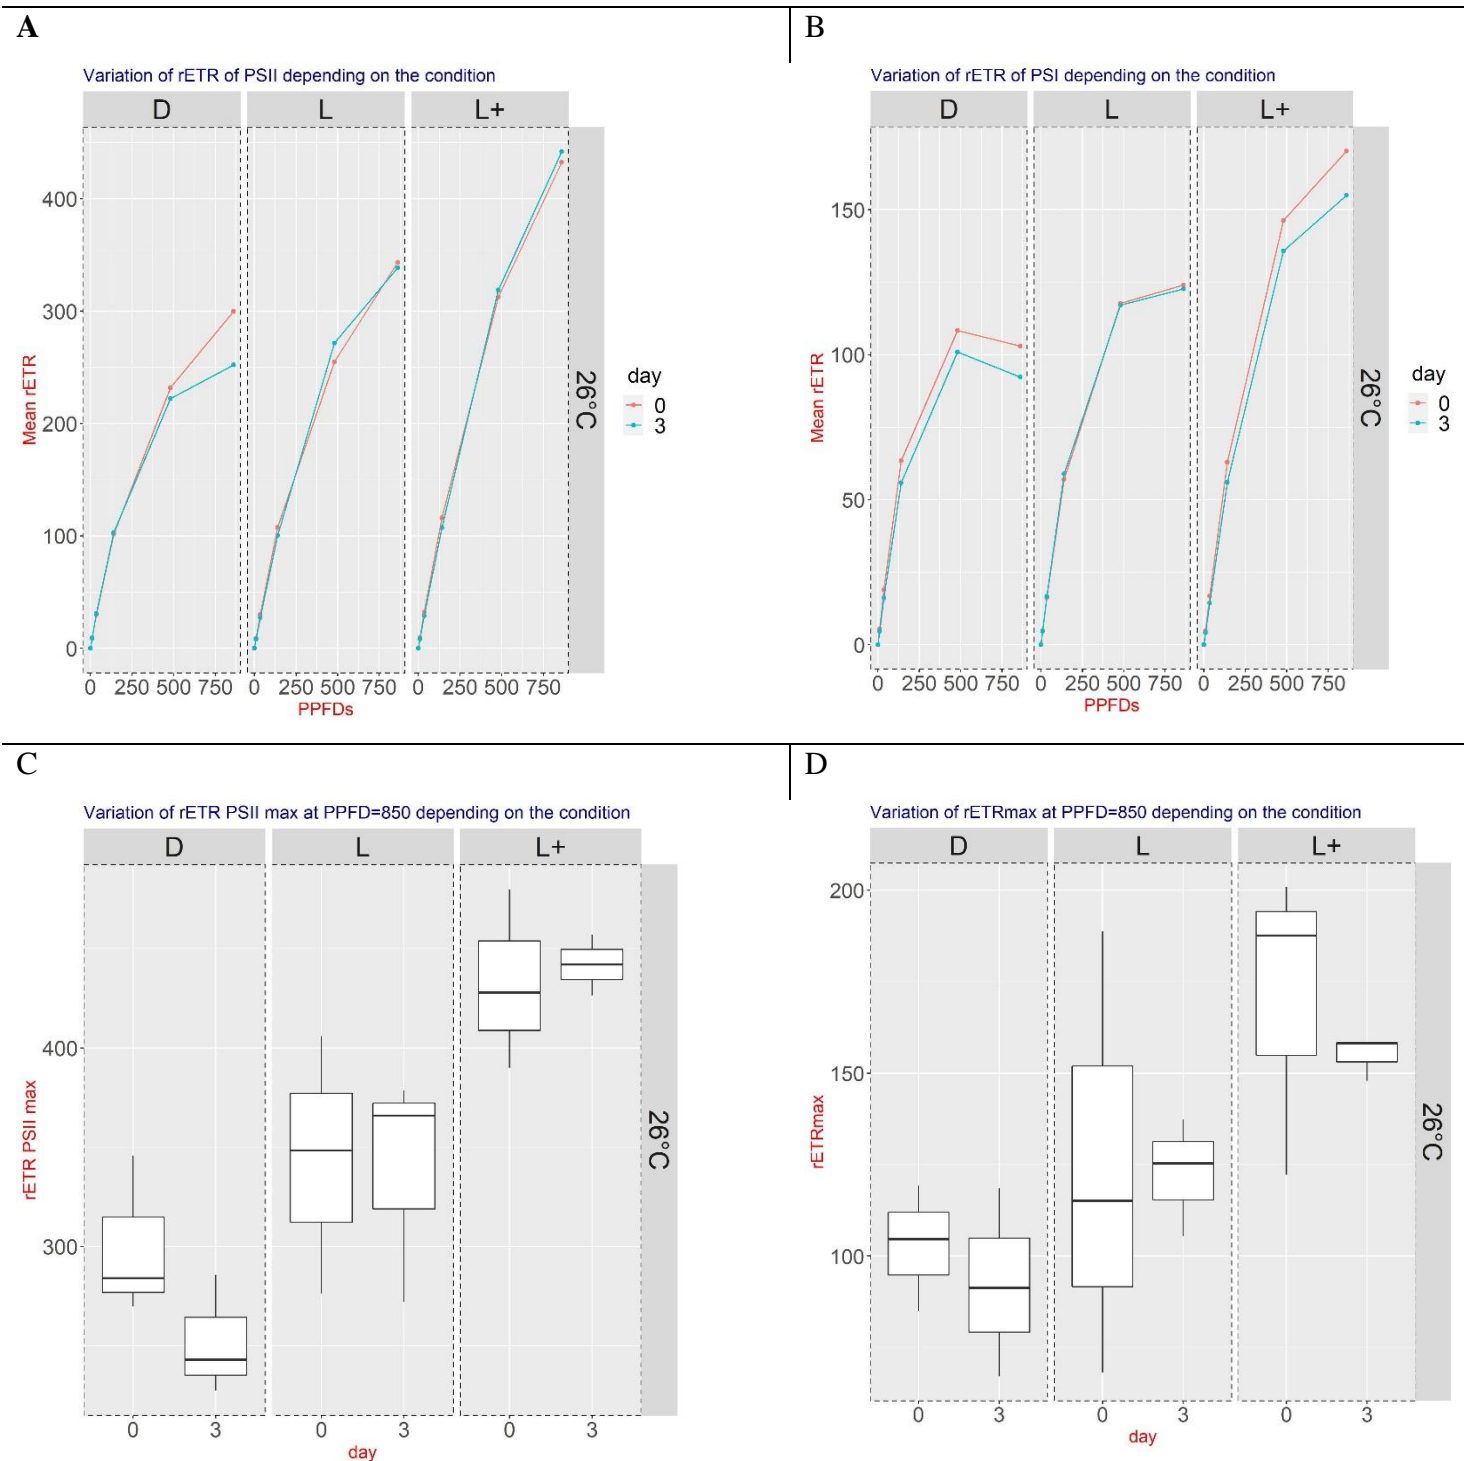 A
Variation of rETR of PSII depending on the condition
D L L+
400
300
200
100
0
Mean rETR
26°C
day
0
3
0 250 500 750 0 250 500 750 0 250 500 750
PPFDs
B
Variation of rETR of PSI depending on the condition
D L L+
150
100
50
0
Mean rETR
26°C
day
0
3
0 250 500 750 0 250 500 750 0 250 500 750
PPFDs
C
Variation of rETR PSII max at PPFD=850 depending on the condition
D L L+
400
300
rETR PSII max
26°C
0 3 0 3 0 3
day
D
Variation of rETRmax at PPFD=850 depending on the condition
D L L+
200
150
100
rETRmax
26°C
0 3 0 3 0 3
day